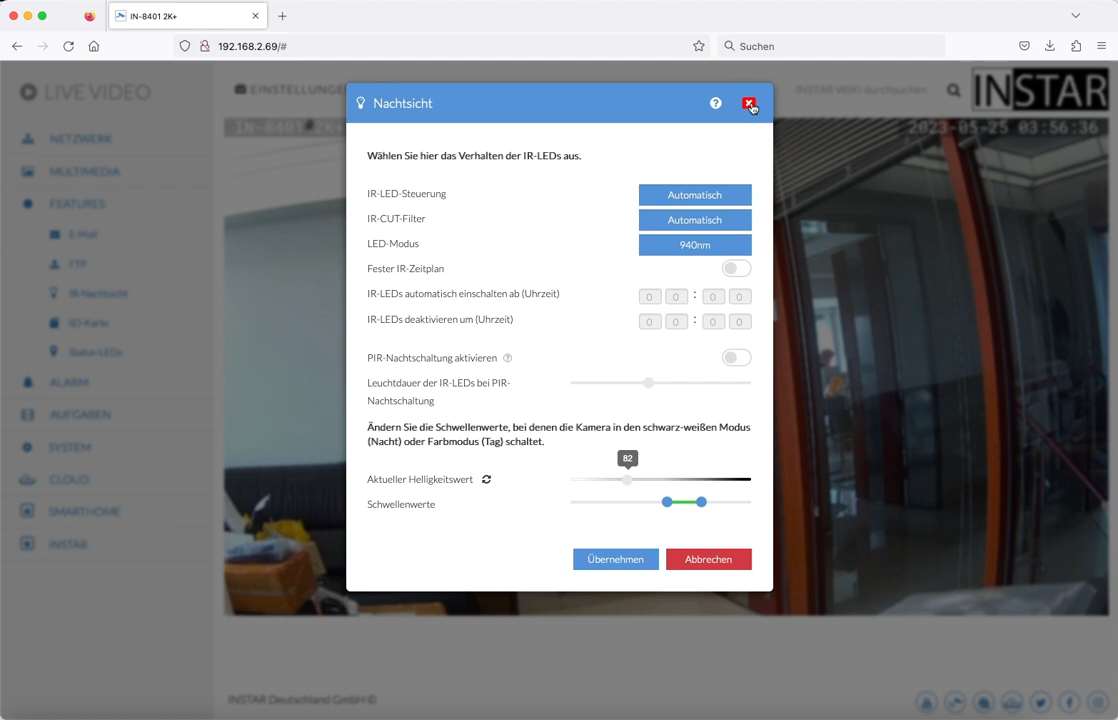 IN-8401 2K+
192.168.2.69/#
Suchen
LIVE VIDEO
EINSTELLUNGE
INSTAR WIKI durchsuchen
INSTAR
IN-8401 2K+
2023-05-25 03:56:36
NETZWERK
MULTIMEDIA
FEATURES
E-Mail
FTP
IR-Nachtsicht
SD-Karte
Status-LEDs
ALARM
AUFGABEN
SYSTEM
CLOUD
SMARTHOME
INSTAR
Nachtsicht
Wählen Sie hier das Verhalten der IR-LEDs aus.
IR-LED-Steuerung Automatisch
IR-CUT-Filter Automatisch
LED-Modus 940nm
Fester IR-Zeitplan
IR-LEDs automatisch einschalten ab (Uhrzeit) 0 0 : 0 0
IR-LEDs deaktivieren um (Uhrzeit) 0 0 : 0 0
PIR-Nachtschaltung aktivieren
Leuchtdauer der IR-LEDs bei PIR-
Nachtschaltung
Ändern Sie die Schwellenwerte, bei denen die Kamera in den schwarz-weißen Modus
(Nacht) oder Farbmodus (Tag) schaltet.
82
Aktueller Helligkeitswert
Schwellenwerte
Übernehmen Abbrechen
INSTAR Deutschland GmbH ©